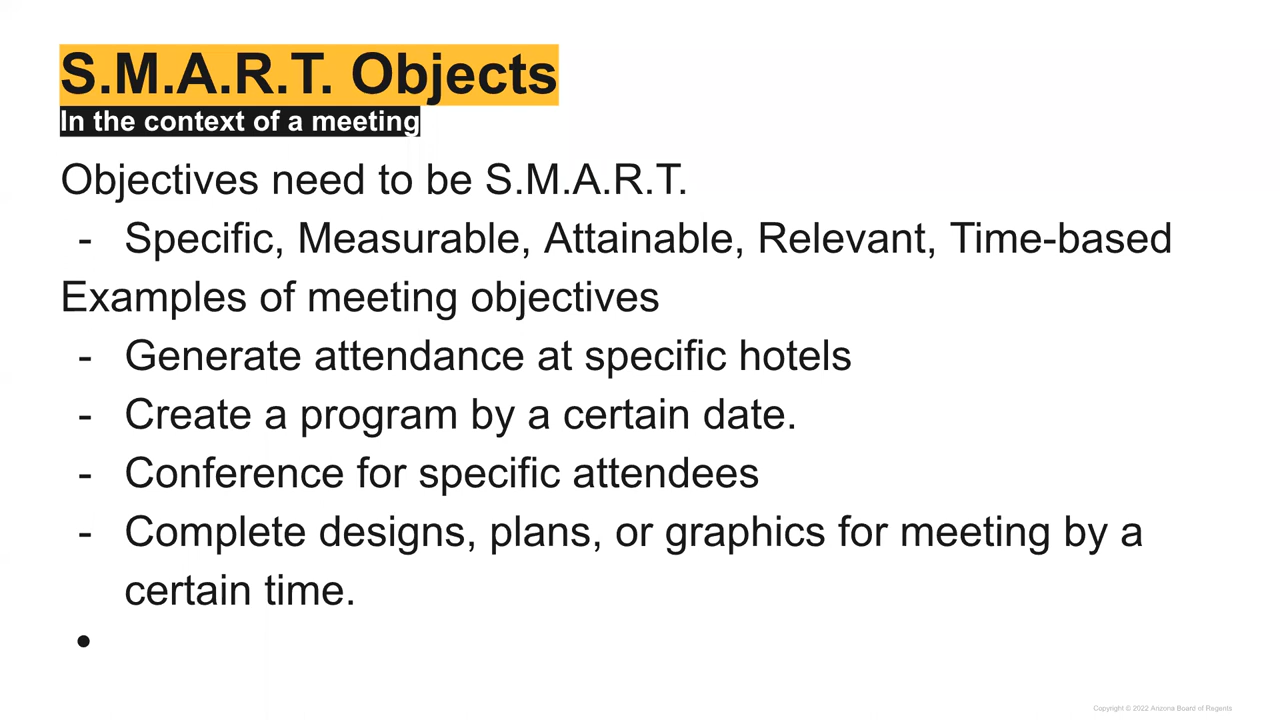 S.M.A.R.T. Objects
In the context of a meeting
Objectives need to be S.M.A.R.T.
- Specific, Measurable, Attainable, Relevant, Time-based
Examples of meeting objectives
- Generate attendance at specific hotels
- Create a program by a certain date.
- Conference for specific attendees
- Complete designs, plans, or graphics for meeting by a
certain time.
•
Copyright © 2022 Arizona Board of Regents